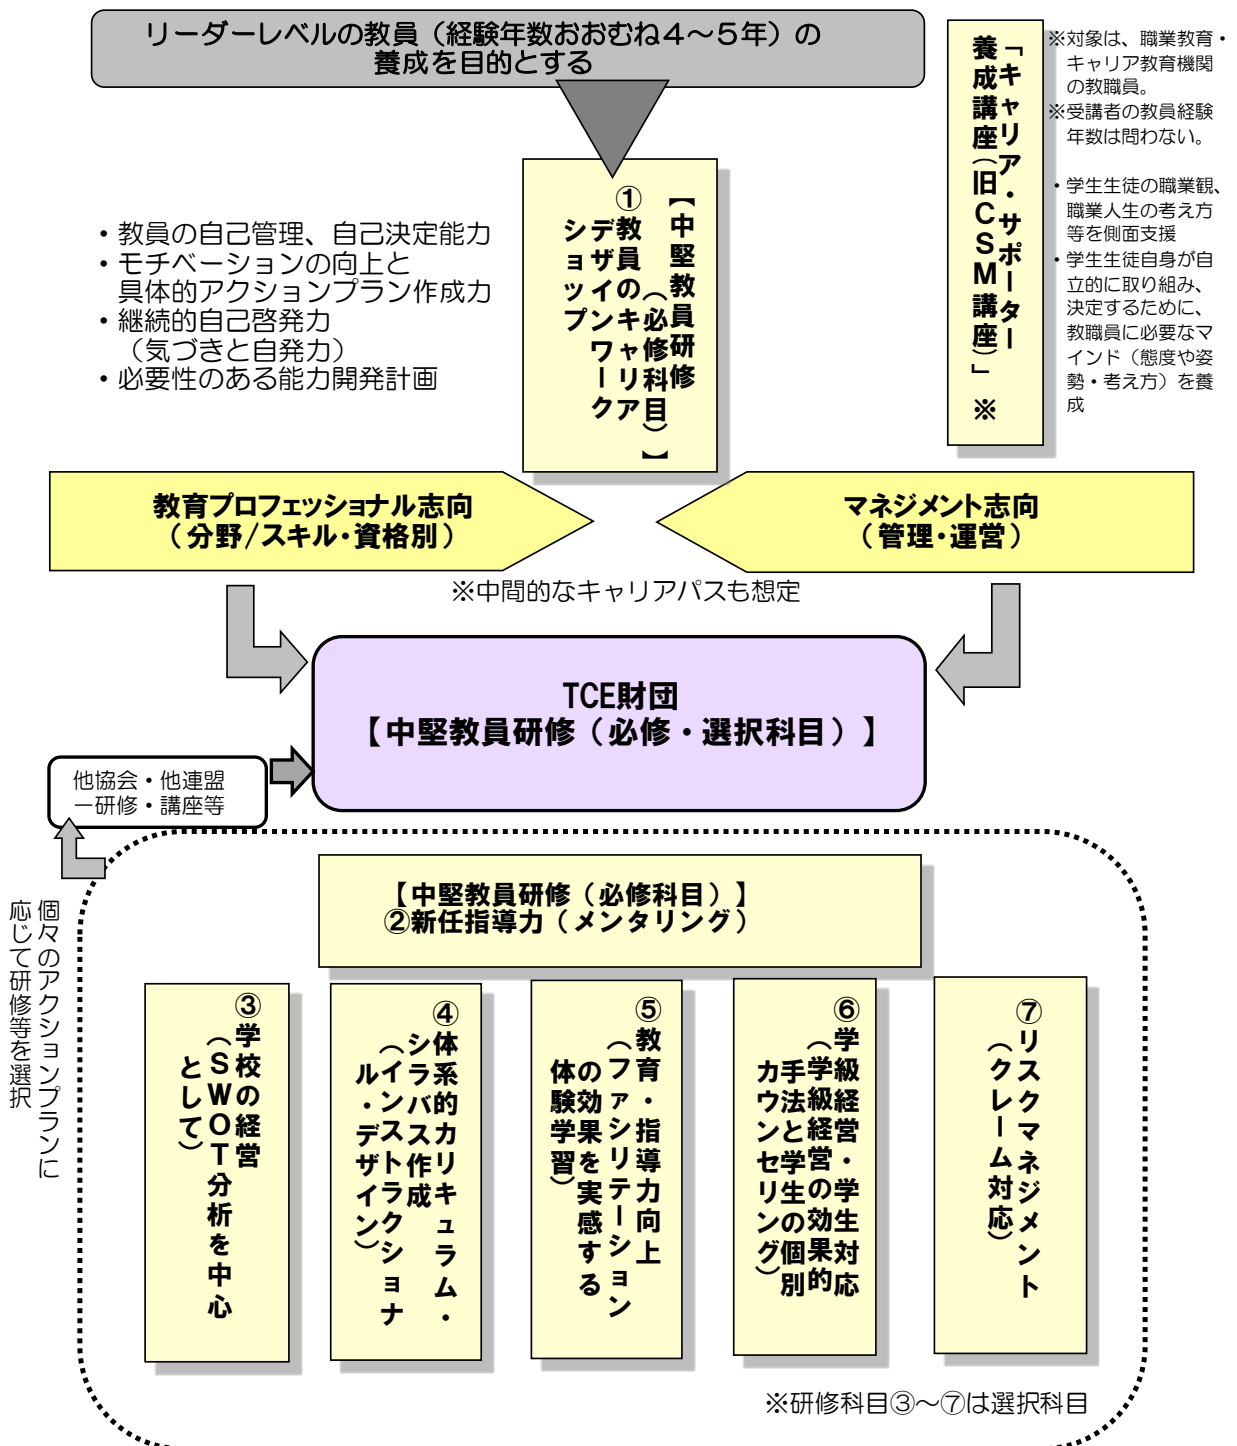 リーダーレベルの教員（経験年数おおむね４～５年）の
養成を目的とする
「キャリア・サポーター
養成講座（旧ＣＳＭ講座）」※
※対象は、職業教育・
キャリア教育機関
の教職員。
※受講者の教員経験
年数は問わない。
・学生生徒の職業観、
職業人生の考え方
等を側面支援
・学生生徒自身が自
立的に取り組み、
決定するために、
教職員に必要なマ
インド（態度や姿
勢・考え方）を養
成
【中堅教員研修
（必修科目）】
①教員のキャリア
デザインワーク
ショップ
・教員の自己管理、自己決定能力
・モチベーションの向上と
具体的アクションプラン作成力
・継続的自己啓発力
（気づきと自発力）
・必要性のある能力開発計画
教育プロフェッショナル志向
（分野/スキル・資格別）
マネジメント志向
（管理・運営）
※中間的なキャリアパスも想定
TCE財団
【中堅教員研修（必修・選択科目）】
他協会・他連盟
－研修・講座等
個々のアクションプランに
応じて研修等を選択
【中堅教員研修（必修科目）】
②新任指導力（メンタリング）
③学校の経営
（ＳＷＯＴ分析を中心
として）
④体系的カリキュラム・
シラバス作成
（インストラクショナ
ル・デザイン）
⑤教育・指導力向上
（ファシリテーション
の効果を実感する
体験学習）
⑥学級経営・学生対応
（学級経営の効果的
手法と学生の個別
カウンセリング）
⑦リスクマネジメント
（クレーム対応）
※研修科目③～⑦は選択科目